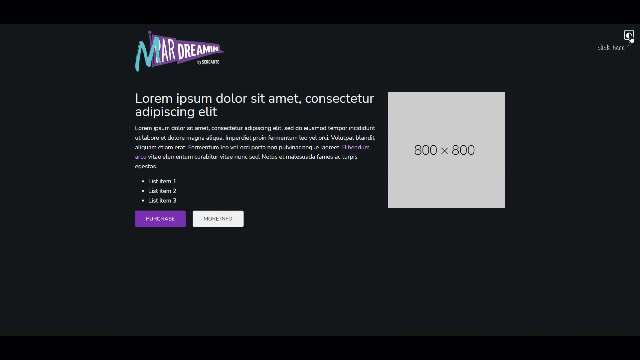 MAR DREAMIN
by SERCANTE
click here
Lorem ipsum dolor sit amet, consectetur
adipiscing elit
Lorem ipsum dolor sit amet, consectetur adipiscing elit, sed do eiusmod tempor incididunt
ut labore et dolore magna aliqua. Imperdiet proin fermentum leo vel orci. Volutpat blandit
aliquam etiam erat. Fermentum leo vel orci porta non pulvinar neque laoreet. Bibendum
arcu vitae elementum curabitur vitae nunc sed. Netus et malesuada fames ac turpis
egestas.
• List item 1
• List item 2
• List item 3
PURCHASE
MORE INFO
800 × 800